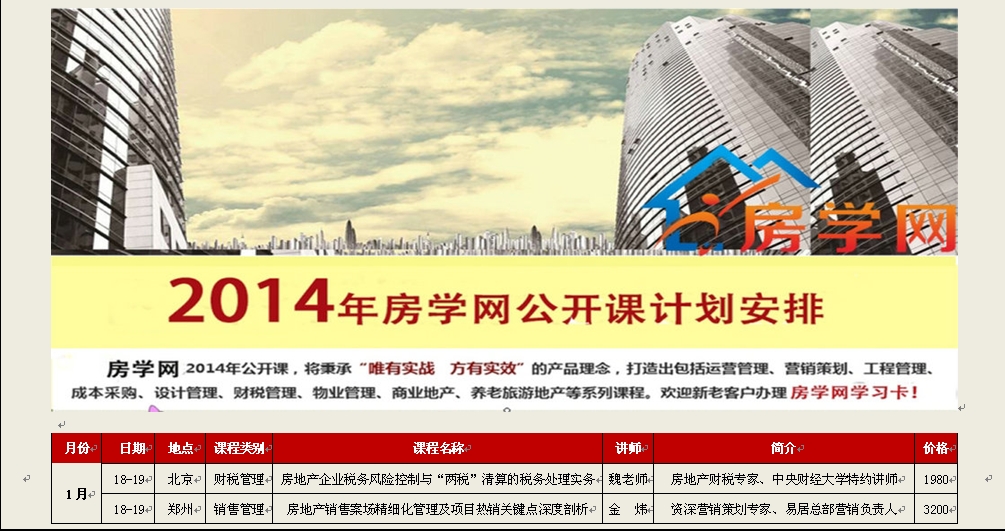 房学网
2014年房学网公开课计划安排
房学网 2014年公开课，将秉承“唯有实战　方有实效”的产品理念，打造出包括运营管理、营销策划、工程管理、
成本采购、设计管理、财税管理、物业管理、商业地产、养老旅游地产等系列课程。欢迎新老客户办理 房学网学习卡！
月份 日期 地点 课程类别 课程名称 讲师 简介 价格
1 月
18-19 北京 财税管理 房地产企业税务风险控制与“两税”清算的税务处理实务 魏老师 房地产财税专家、中央财经大学特约讲师 1980
18-19 郑州 销售管理 房地产销售案场精细化管理及项目热销关键点深度剖析 金　炜 资深营销策划专家、易居总部营销负责人 3200